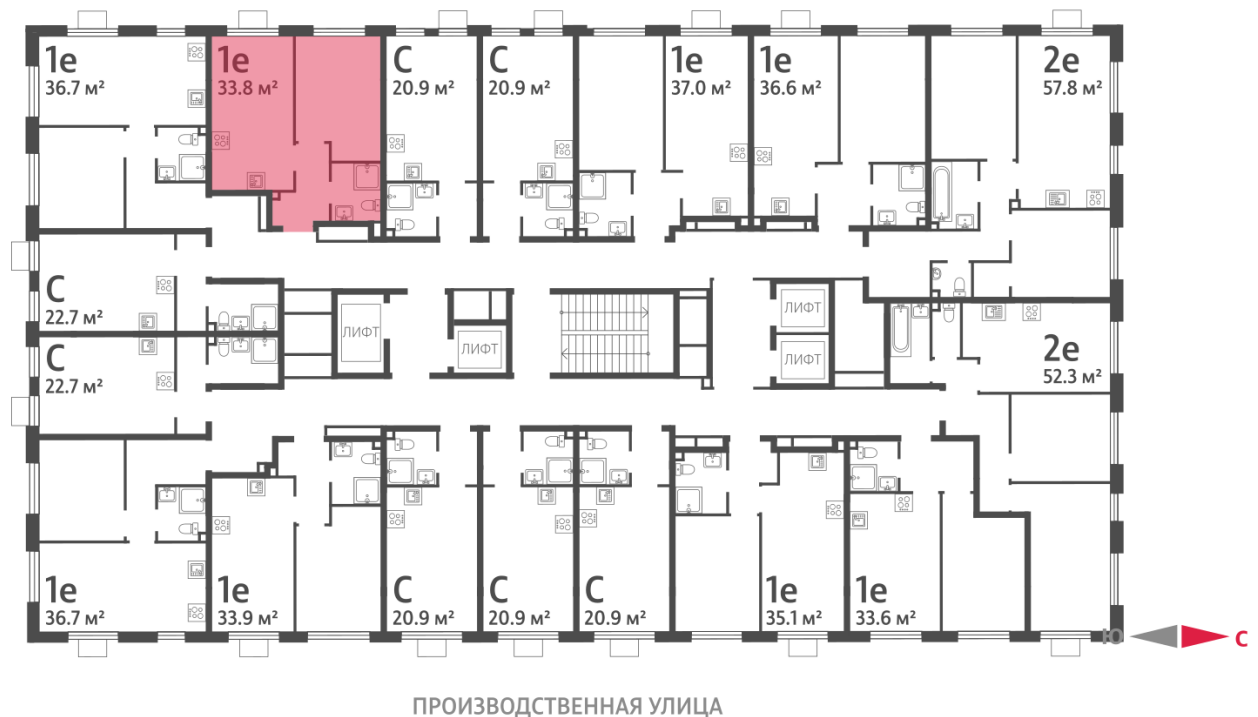 1е
36.7 м²
1е
33.8 м²
С
20.9 м²
С
20.9 м²
1е
37.0 м²
1е
36.6 м²
2е
57.8 м²
С
22.7 м²
ЛИФТ
ЛИФТ
ЛИФТ
ЛИФТ
С
22.7 м²
2е
52.3 м²
1е
36.7 м²
1е
33.9 м²
С
20.9 м²
С
20.9 м²
С
20.9 м²
1е
35.1 м²
1е
33.6 м²
Ю
С
ПРОИЗВОДСТВЕННАЯ УЛИЦА